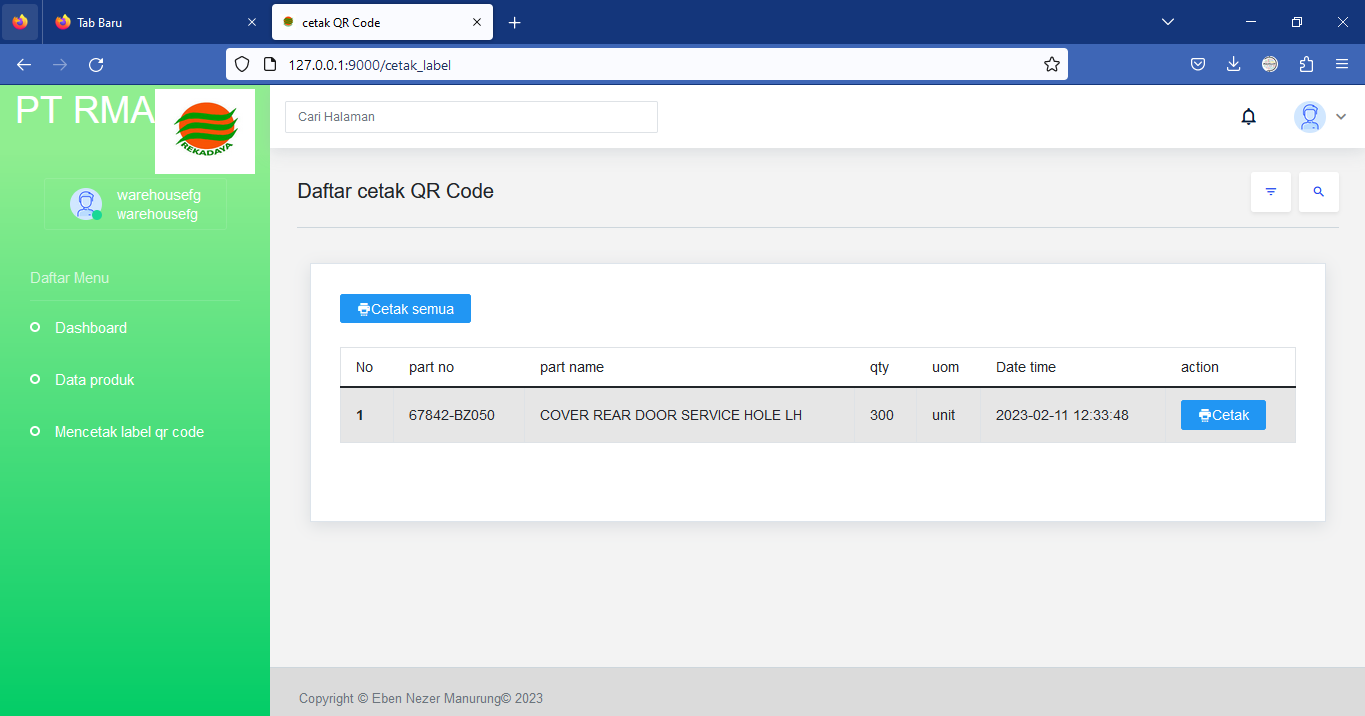 Tab Baru
cetak QR Code
127.0.0.1:9000/cetak_label
PT RMA
REKADAYA
warehousefg
warehousefg
Daftar Menu
Dashboard
Data produk
Mencetak label qr code
Cari Halaman
Daftar cetak QR Code
Cetak semua
No part no part name qty uom Date time action
1 67842-BZ050 COVER REAR DOOR SERVICE HOLE LH 300 unit 2023-02-11 12:33:48 Cetak
Copyright © Eben Nezer Manurung© 2023